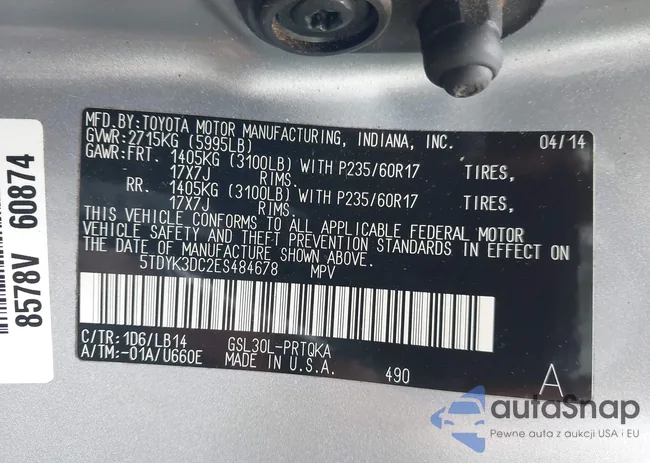 MFD.BY:TOYOTA MOTOR MANUFACTURING, INDIANA, INC. 04/14
GVWR:2715KG (5995LB)
GAWR:FRT. 1405KG (3100LB) WITH P235/60R17 TIRES,
17X7J RIMS.
RR. 1405KG (3100LB) WITH P235/60R17 TIRES,
17X7J RIMS.
THIS VEHICLE CONFORMS TO ALL APPLICABLE FEDERAL MOTOR
VEHICLE SAFETY AND THEFT PREVENTION STANDARDS IN EFFECT ON
THE DATE OF MANUFACTURE SHOWN ABOVE.
5TDYK3DC2ES484678 MPV
C/TR:1D6/LB14 GSL30L-PRTQKA
A/TM:-01A/U660E MADE IN U.S.A. 490 A
8578V 60874
autaSnap
Pewne auta z aukcji USA i EU